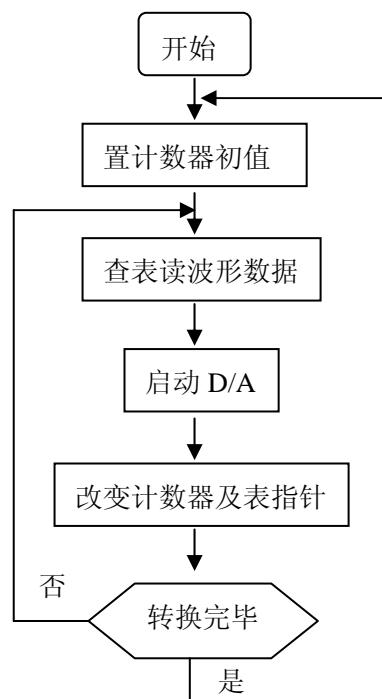 开始
置计数器初值
查表读波形数据
启动 D/A
改变计数器及表指针
否
转换完毕
是